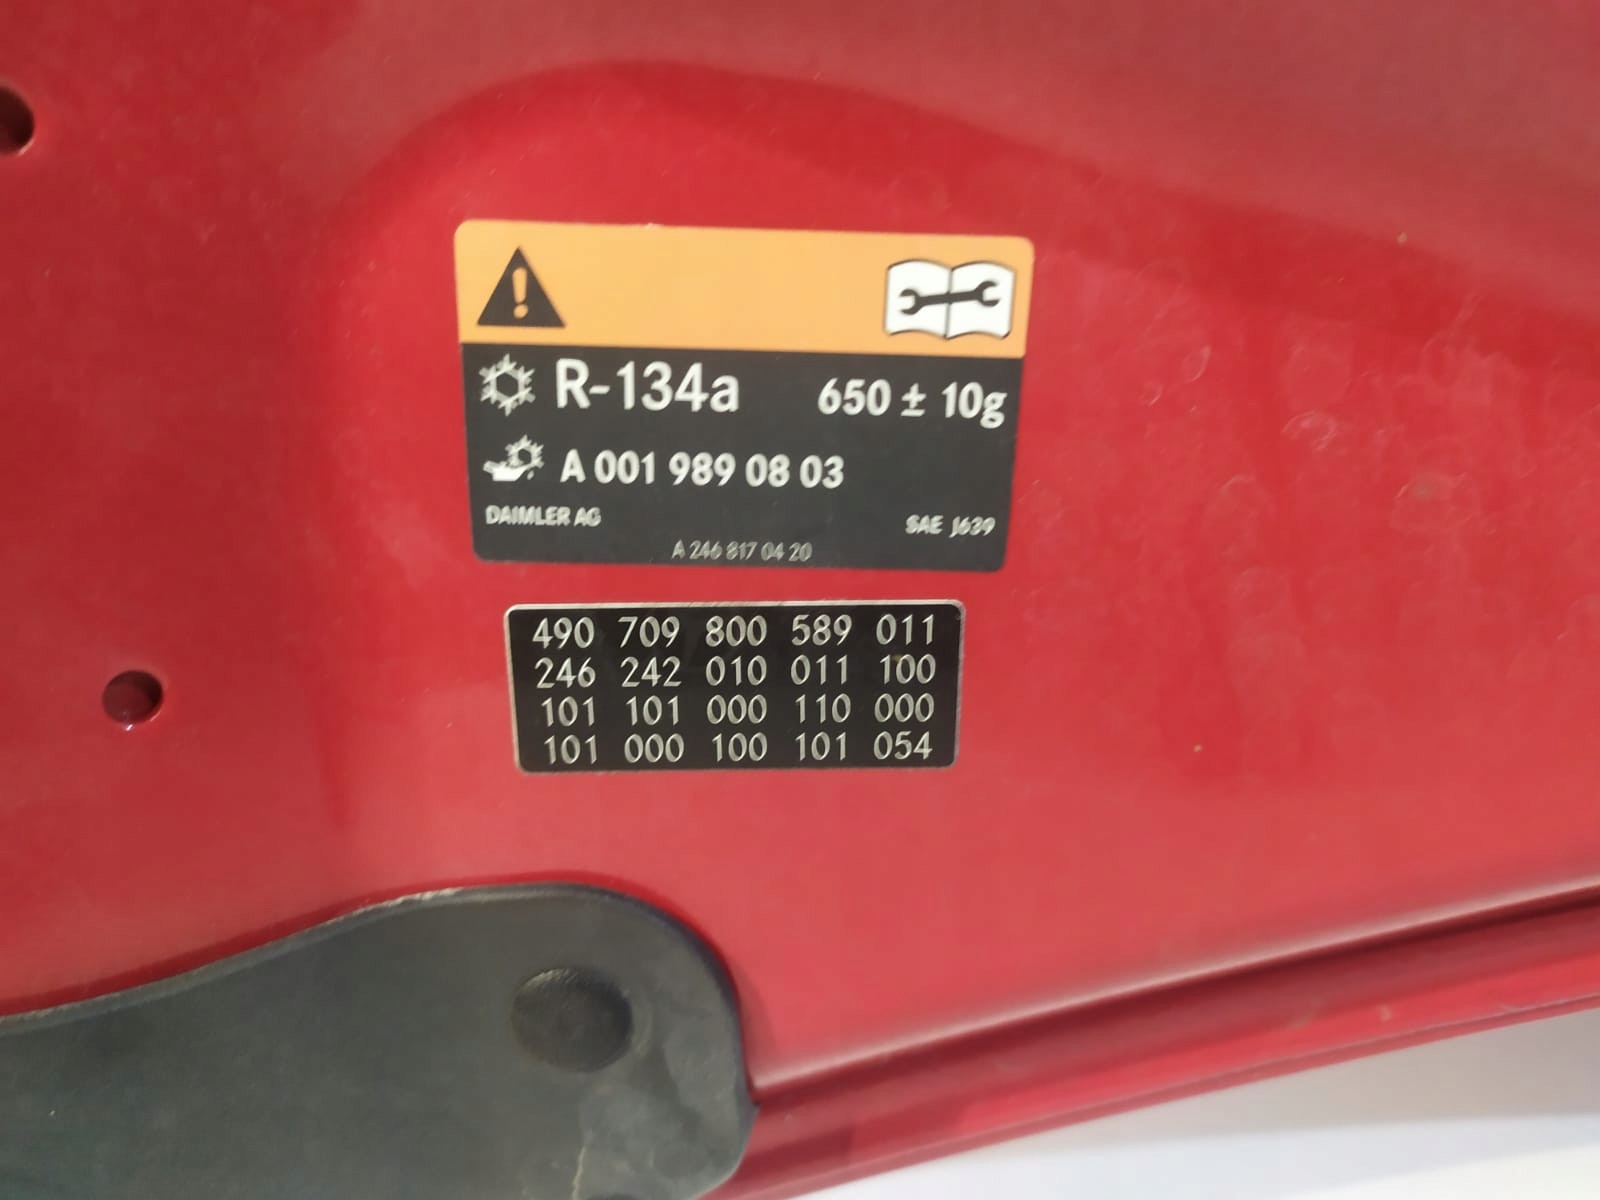 R-134a 650 ± 10g
A 001 989 08 03
DAIMLER AG SAE J639
A 246 817 04 20
490 709 800 589 011
246 242 010 011 100
101 101 000 110 000
101 000 100 101 054